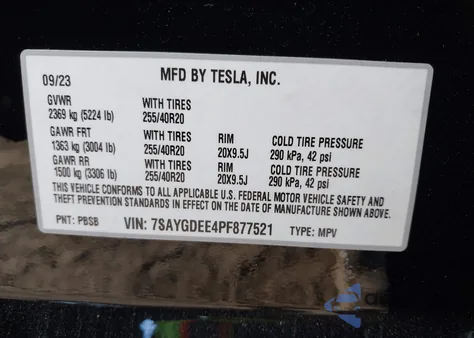 09/23 MFD BY TESLA, INC.
GVWR WITH TIRES
2369 kg (5224 lb) 255/40R20
GAWR FRT WITH TIRES RIM COLD TIRE PRESSURE
1363 kg (3004 lb) 255/40R20 20X9.5J 290 kPa, 42 psi
GAWR RR WITH TIRES RIM COLD TIRE PRESSURE
1500 kg (3306 lb) 255/40R20 20X9.5J 290 kPa, 42 psi
THIS VEHICLE CONFORMS TO ALL APPLICABLE U.S. FEDERAL MOTOR VEHICLE SAFETY AND
THEFT PREVENTION STANDARDS IN EFFECT ON THE DATE OF MANUFACTURE SHOWN ABOVE.
PNT: PBSB VIN: 7SAYGDEE4PF877521 TYPE: MPV